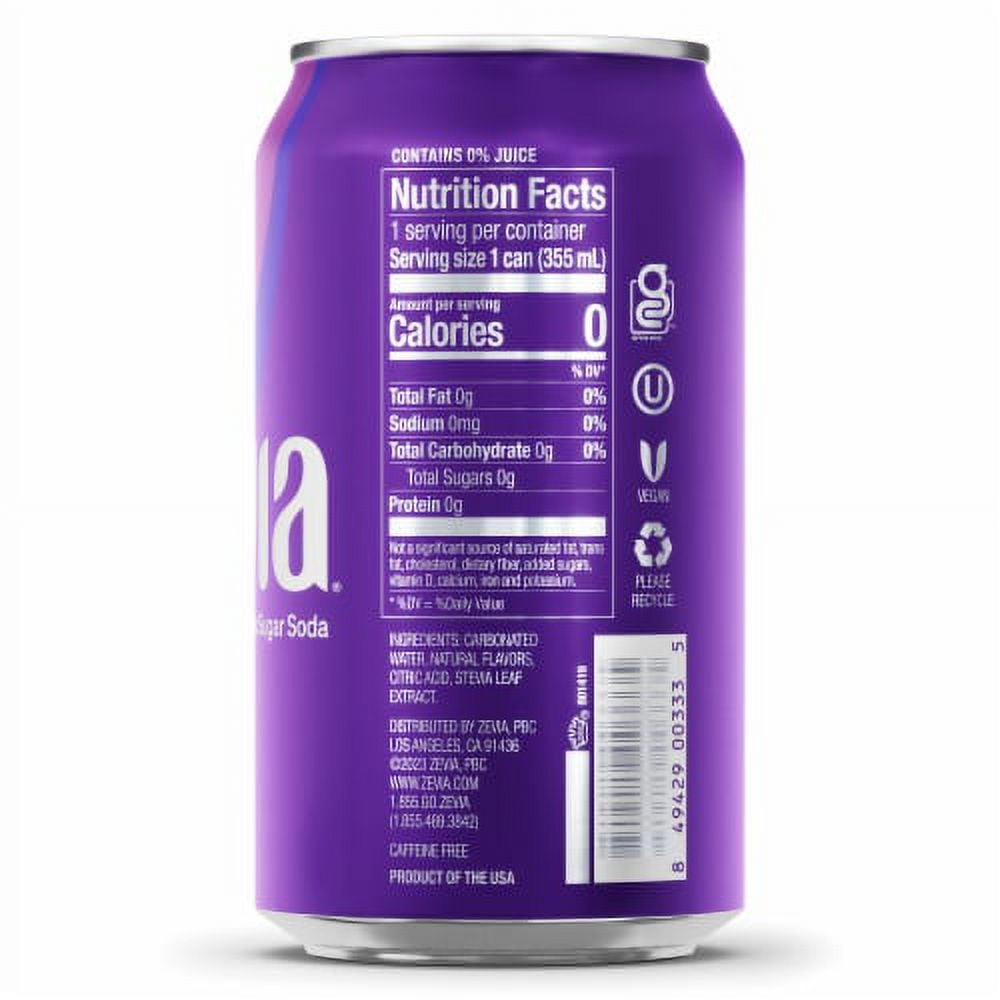 CONTAINS 0% JUICE
Nutrition Facts
1 serving per container
Serving size 1 can (355 mL)
Amount per serving
Calories 0
% DV*
Total Fat 0g 0%
Sodium 0mg 0%
Total Carbohydrate 0g 0%
Total Sugars 0g
Protein 0g
Not a significant source of saturated fat, trans
fat, cholesterol, dietary fiber, added sugars,
vitamin D, calcium, iron and potassium.
* %DV = %Daily Value
INGREDIENTS: CARBONATED
WATER, NATURAL FLAVORS,
CITRIC ACID, STEVIA LEAF
EXTRACT.
DISTRIBUTED BY ZEVIA, PBC
LOS ANGELES, CA 91436
©2023 ZEVIA, PBC
WWW.ZEVIA.COM
1.855.GO.ZEVIA
(1.855.469.3842)
CAFFEINE FREE
PRODUCT OF THE USA
U
VEGAN
PLEASE
RECYCLE
8 49429 00333 5
ia®
Sugar Soda